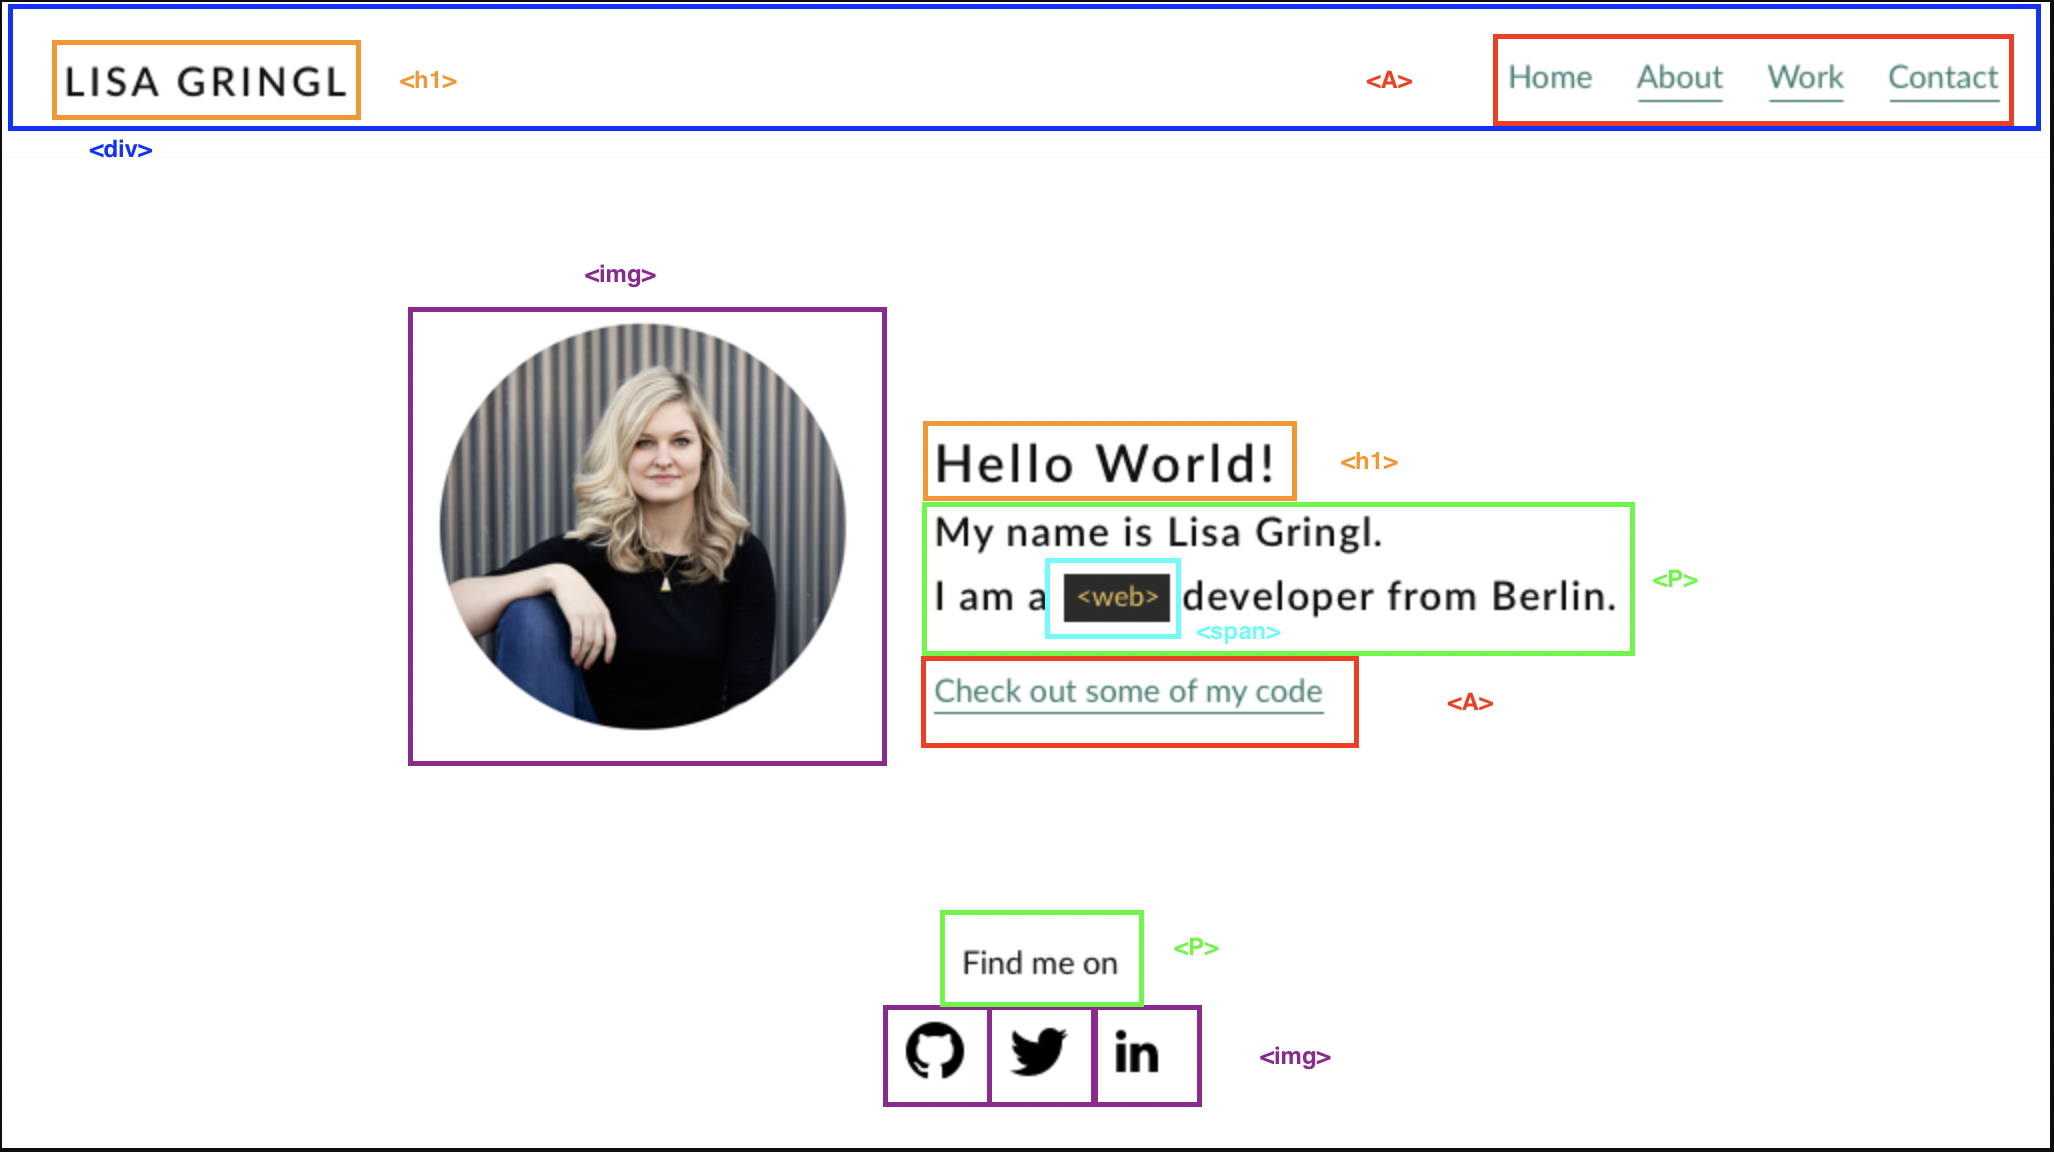 LISA GRINGL <h1> <A> Home About Work Contact
<div>
<img>
Hello World! <h1>
My name is Lisa Gringl.
I am a <web> developer from Berlin. <P>
<span>
Check out some of my code <A>
Find me on <P>
in <img>